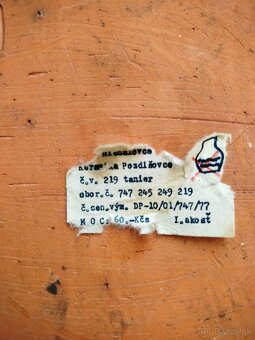 Michalovce
Keramika Pozdišovce
č.v. 219 tanier
obor.č. 747 245 249 219
č.cen.vým. DP-10/01/747/77
M O C: 60.-Kčs I.akosť